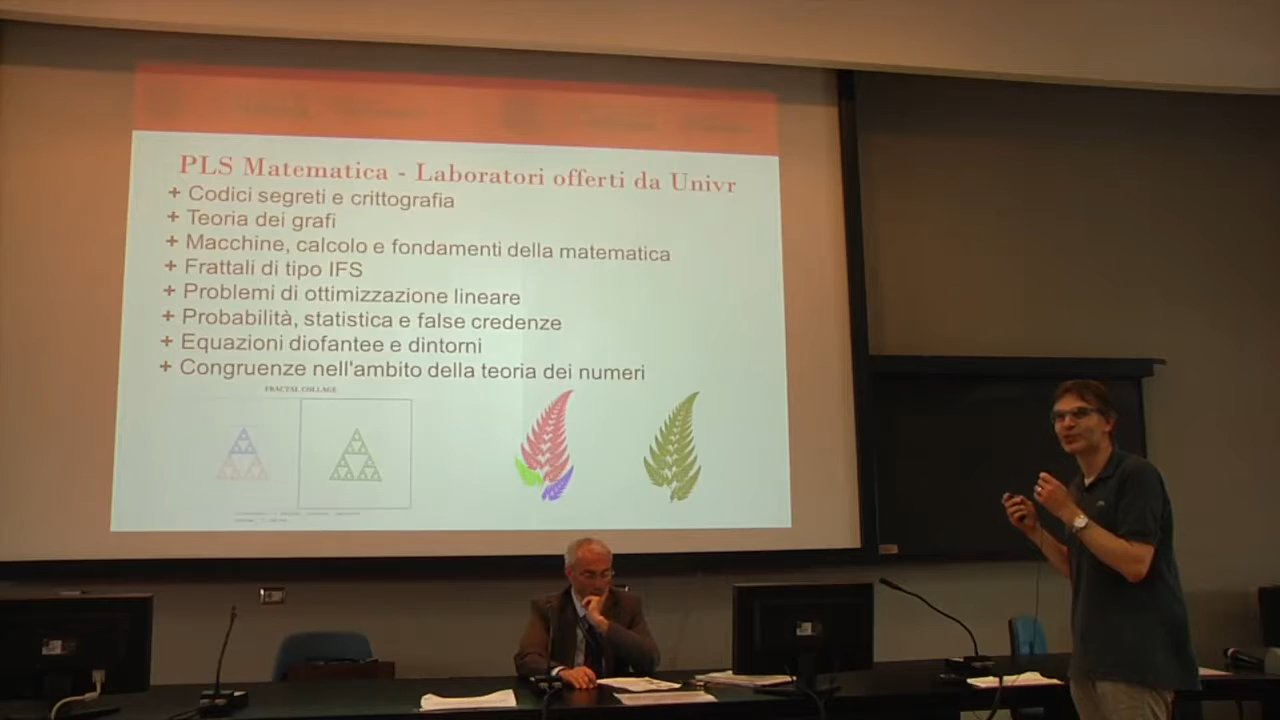 PLS Matematica - Laboratori offerti da Univr
+ Codici segreti e crittografia
+ Teoria dei grafi
+ Macchine, calcolo e fondamenti della matematica
+ Frattali di tipo IFS
+ Problemi di ottimizzazione lineare
+ Probabilità, statistica e false credenze
+ Equazioni diofantee e dintorni
+ Congruenze nell'ambito della teoria dei numeri
FRACTAL COLLAGE